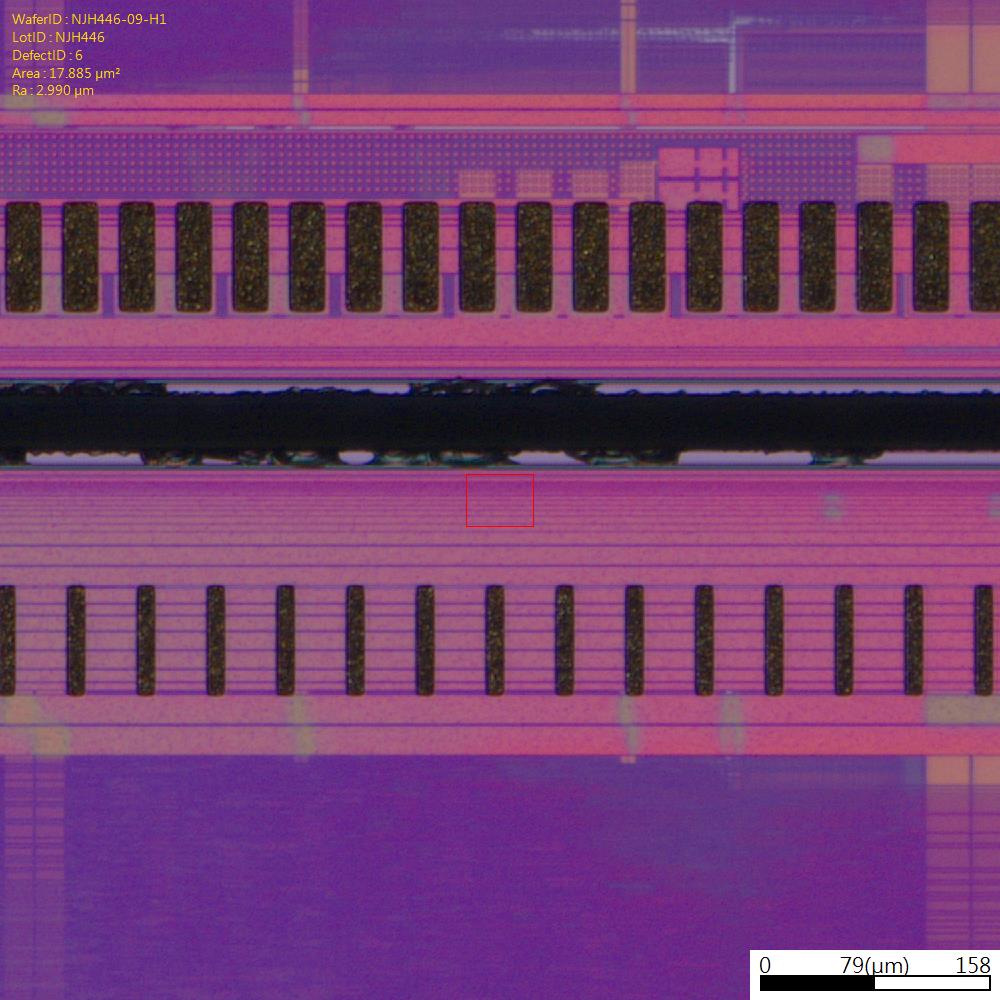 WaferID : NJH446-09-H1
LotID : NJH446
DefectID : 6
Area : 17.885 µm²
Ra : 2.990 µm
0 79(µm) 158